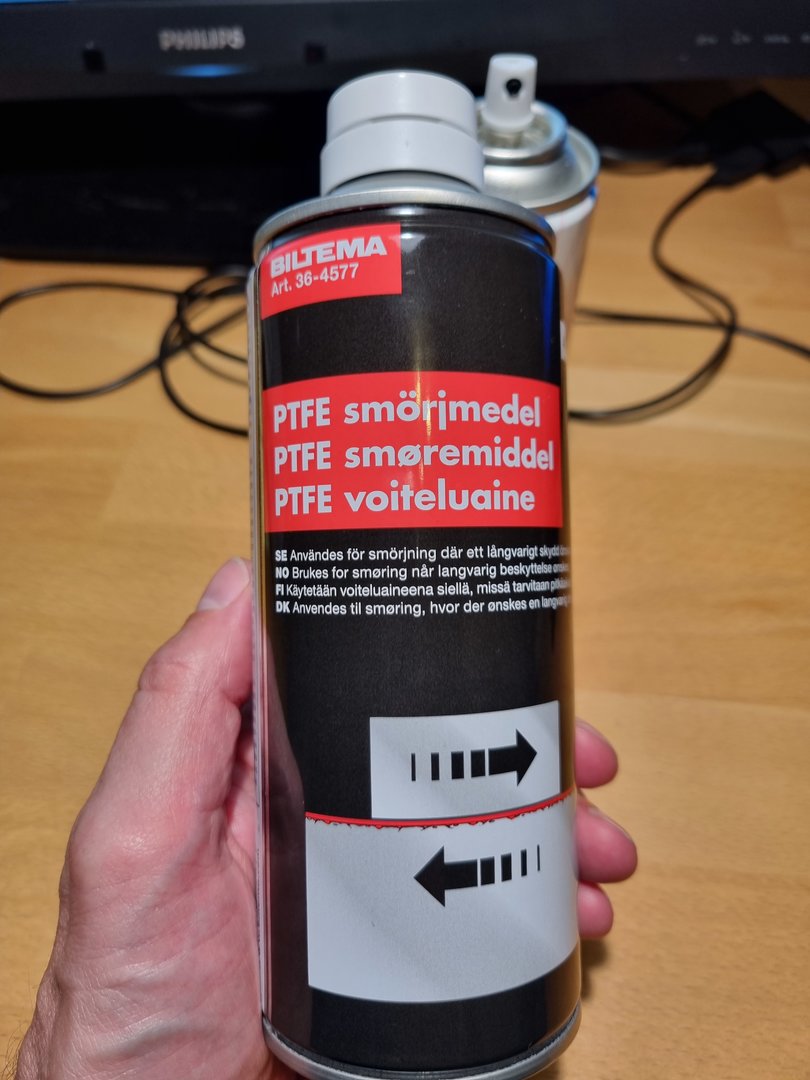 PHILIPS
BILTEMA
Art. 36-4577
PTFE smörjmedel
PTFE smøremiddel
PTFE voiteluaine
SE Användes för smörjning där ett långvarigt skydd
NO Brukes for smøring når langvarig beskyttelse
FI Käytetään voiteluaineena siellä, missä tarvitaan
DK Anvendes til smøring, hvor der ønskes en